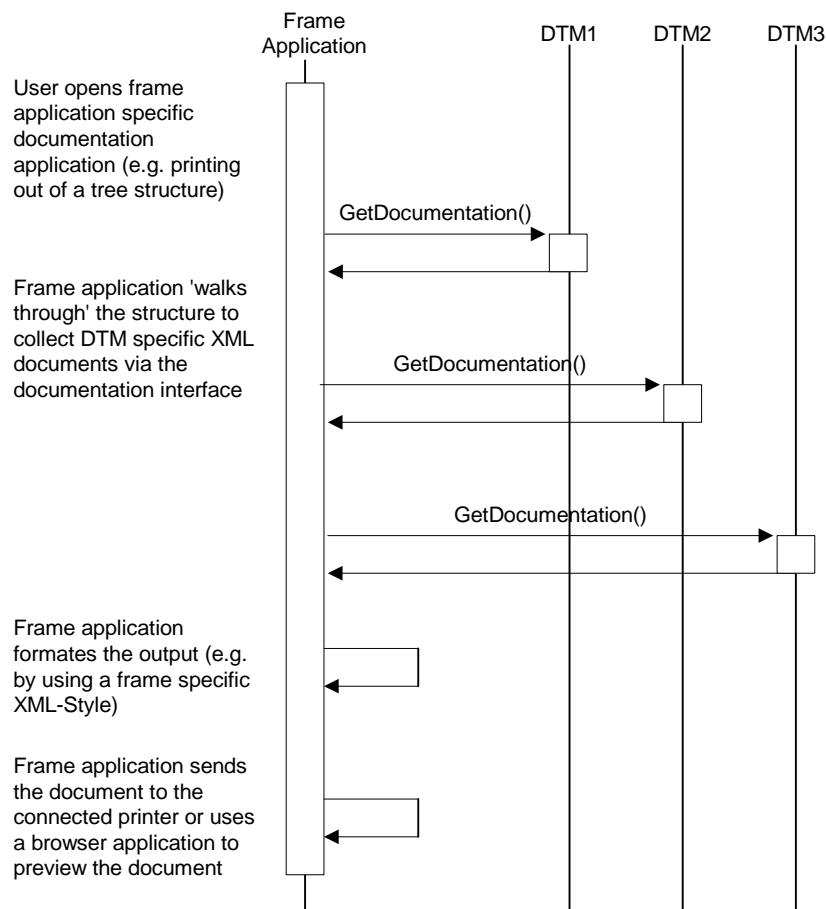 Frame
Application
DTM1
DTM2
DTM3
User opens frame
application specific
documentation
application (e.g. printing
out of a tree structure)
GetDocumentation()
Frame application 'walks
through' the structure to
collect DTM specific XML
documents via the
documentation interface
GetDocumentation()
GetDocumentation()
Frame application
formates the output (e.g.
by using a frame specific
XML-Style)
Frame application sends
the document to the
connected printer or uses
a browser application to
preview the document